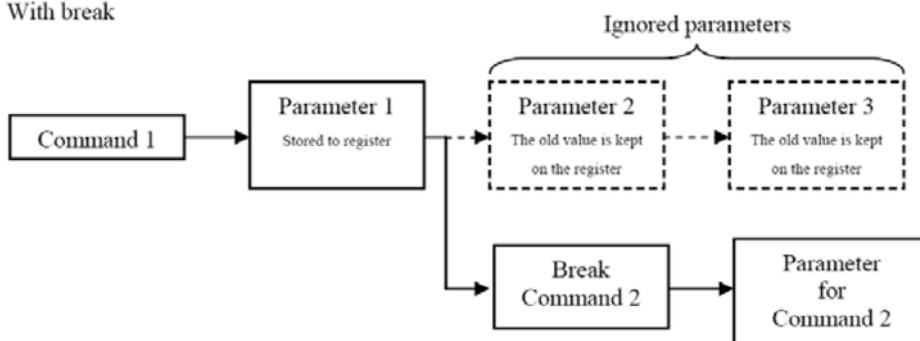 With break
Ignored parameters
Command 1
Parameter 1
Stored to register
Parameter 2
The old value is kept
on the register
Parameter 3
The old value is kept
on the register
Break
Command 2
Parameter
for
Command 2